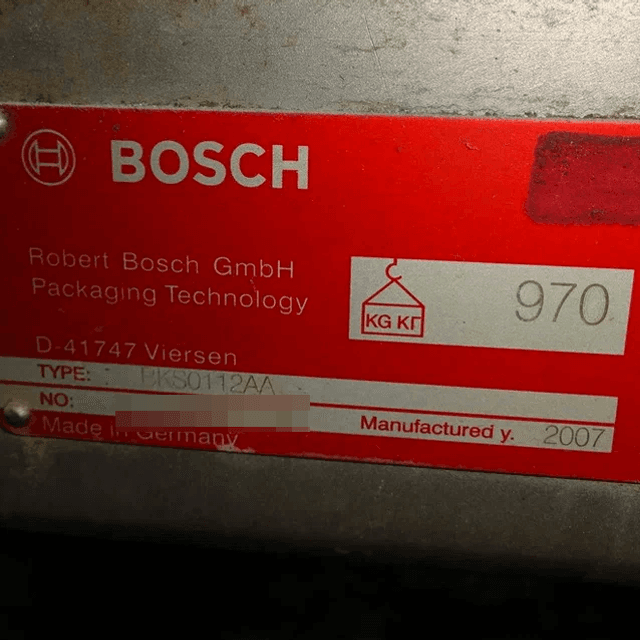 BOSCH
Robert Bosch GmbH
Packaging Technology
970
KG КГ
D-41747 Viersen
TYPE:
NO:
Manufactured y. 2007
Made in Germany